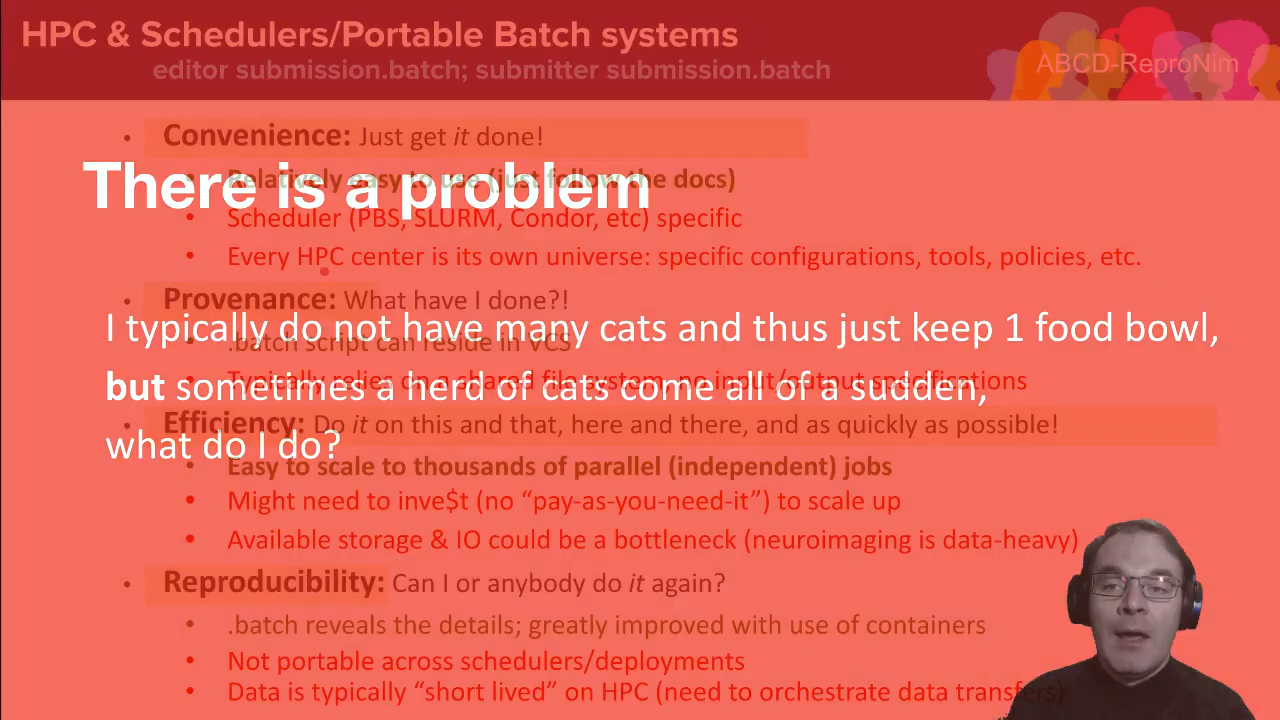 HPC & Schedulers/Portable Batch systems
editor submission.batch; submitter submission.batch
ABCD-ReproNim
• Convenience: Just get it done!
There is a problem
• Relatively easy to use (just follow the docs)
• Scheduler (PBS, SLURM, Condor, etc) specific
• Every HPC center is its own universe: specific configurations, tools, policies, etc.
• Provenance: What have I done?!
I typically do not have many cats and thus just keep 1 food bowl,
• .batch script can reside in VCS
• Typically relies on a shared file system, no input/output specifications
but sometimes a herd of cats come all of a sudden,
• Efficiency: Do it on this and that, here and there, and as quickly as possible!
what do I do?
• Easy to scale to thousands of parallel (independent) jobs
• Might need to inve$t (no “pay-as-you-need-it”) to scale up
• Available storage & IO could be a bottleneck (neuroimaging is data-heavy)
• Reproducibility: Can I or anybody do it again?
• .batch reveals the details; greatly improved with use of containers
• Not portable across schedulers/deployments
• Data is typically “short lived” on HPC (need to orchestrate data transfers)